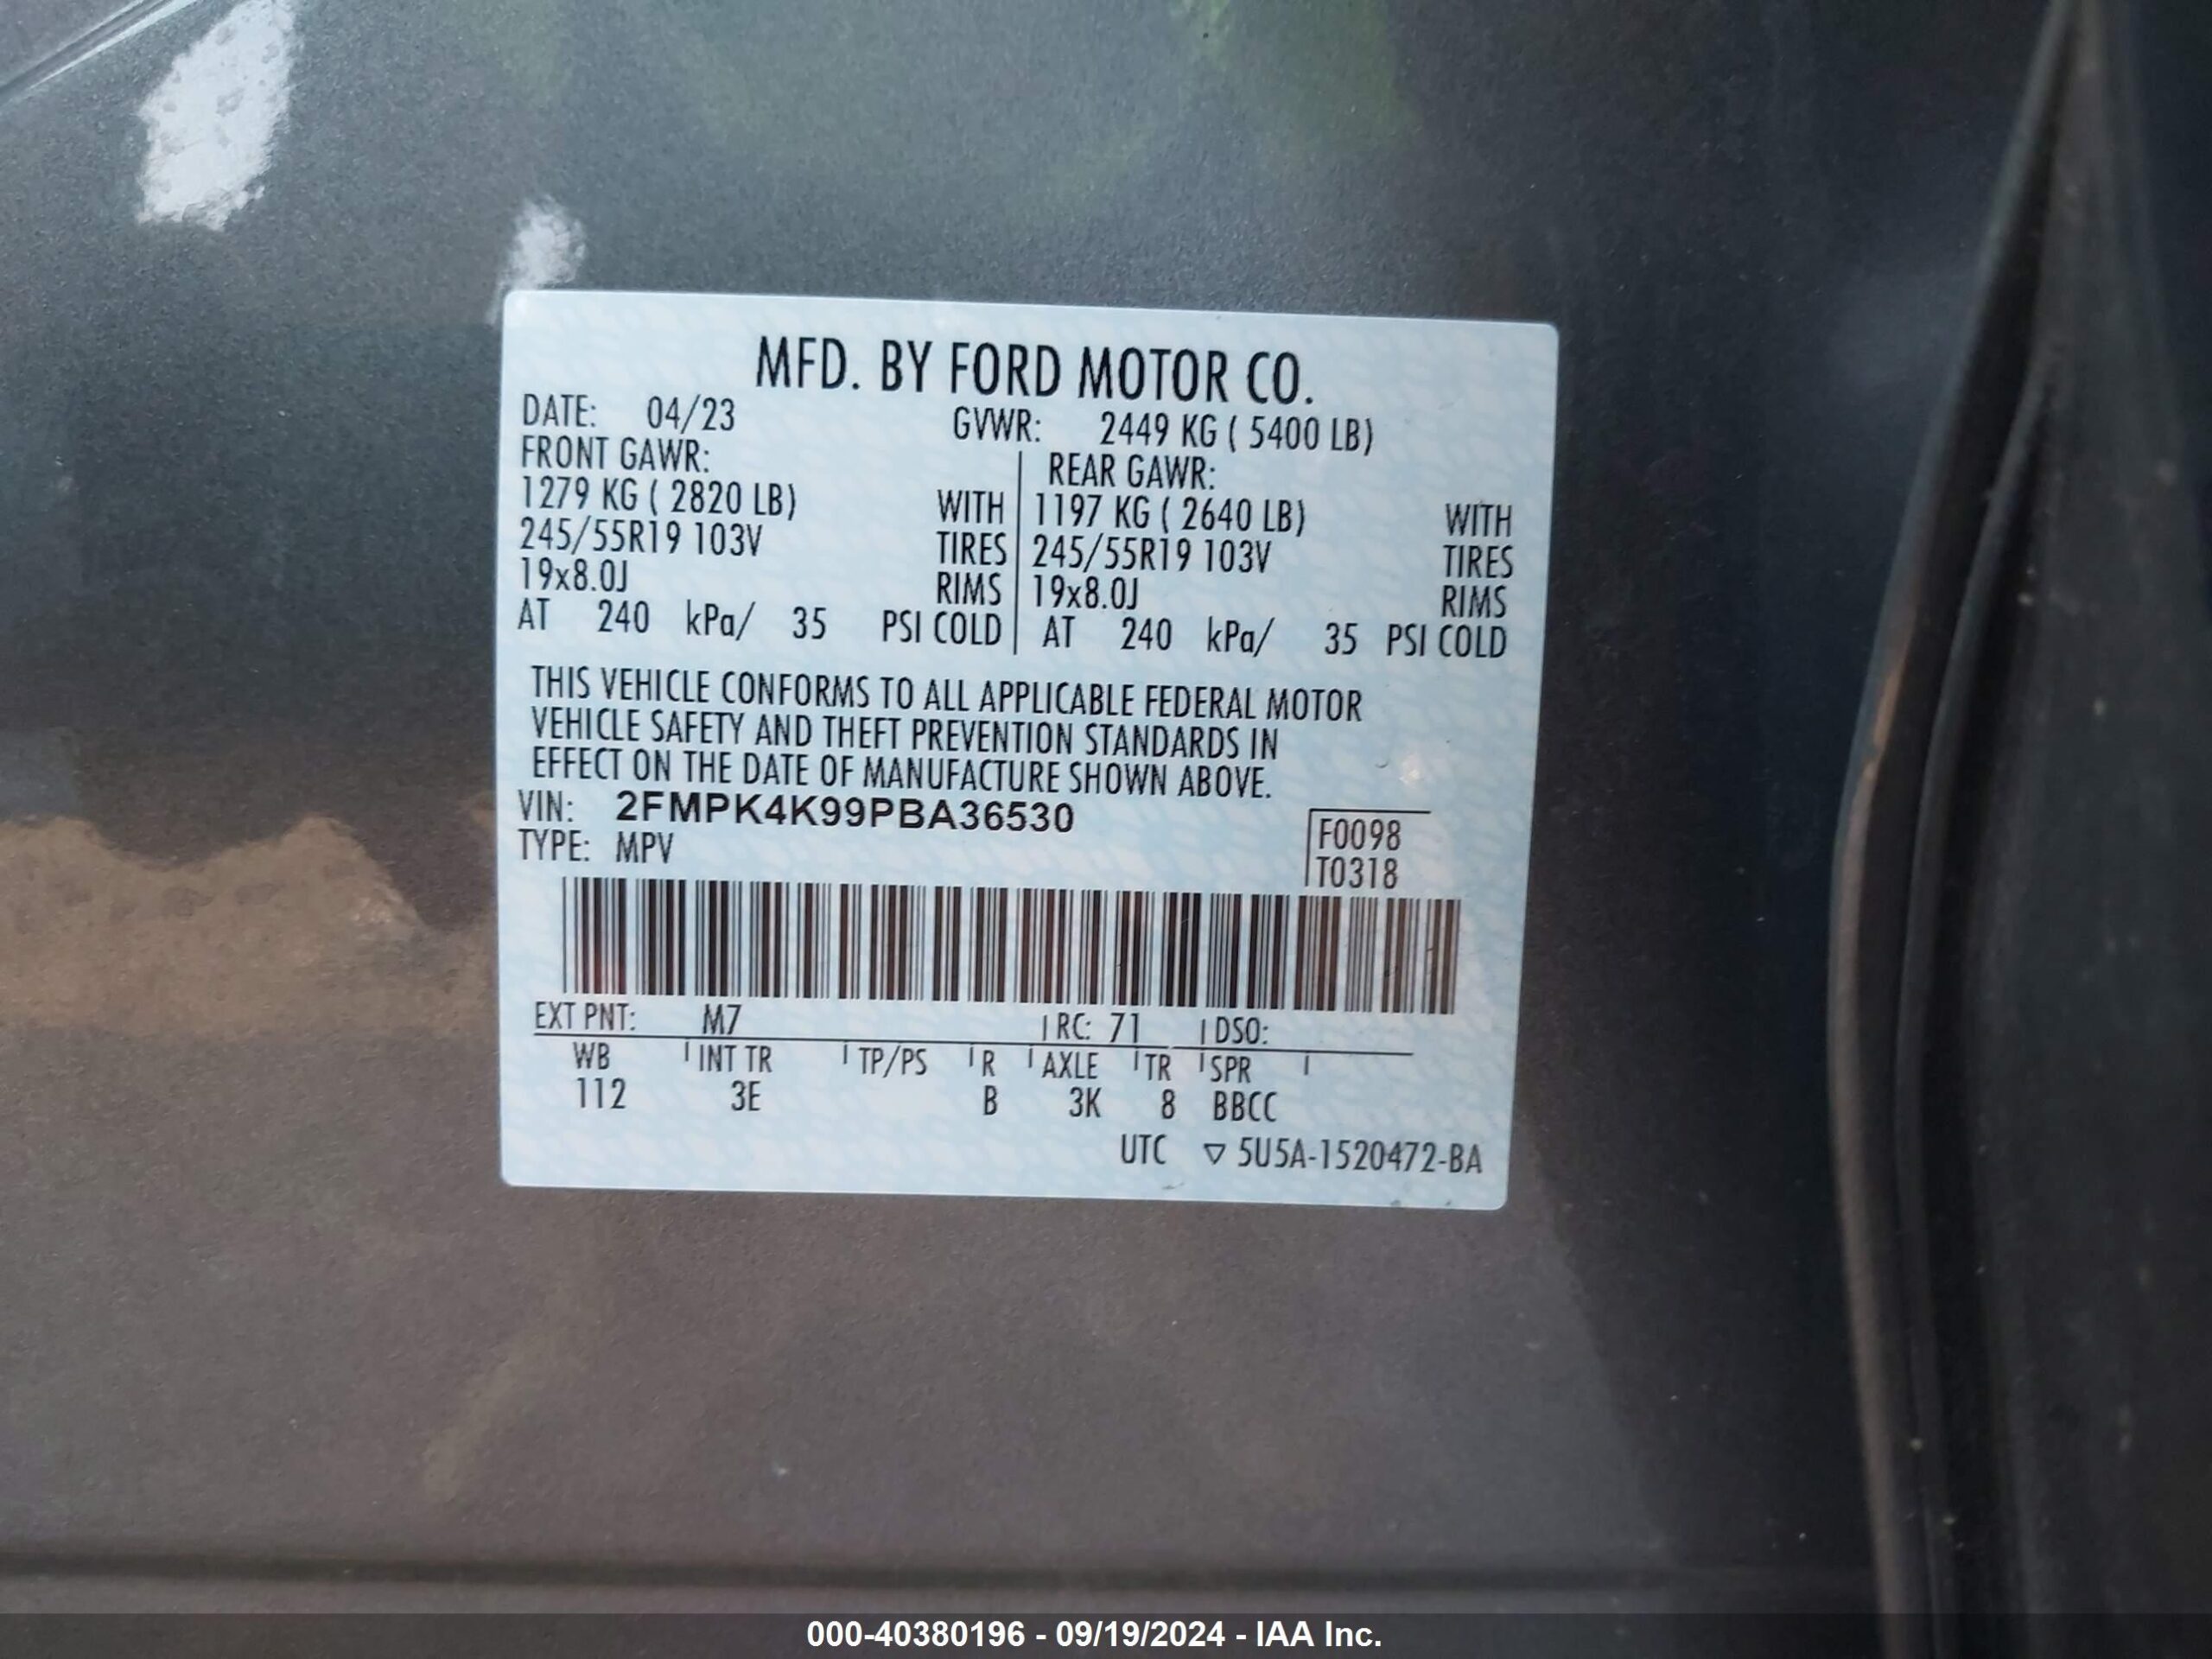 MFD. BY FORD MOTOR CO.
DATE: 04/23 GVWR: 2449 KG ( 5400 LB)
FRONT GAWR: REAR GAWR:
1279 KG ( 2820 LB) WITH 1197 KG ( 2640 LB) WITH
245/55R19 103V TIRES 245/55R19 103V TIRES
19x8.0J RIMS 19x8.0J RIMS
AT 240 kPa/ 35 PSI COLD AT 240 kPa/ 35 PSI COLD
THIS VEHICLE CONFORMS TO ALL APPLICABLE FEDERAL MOTOR
VEHICLE SAFETY AND THEFT PREVENTION STANDARDS IN
EFFECT ON THE DATE OF MANUFACTURE SHOWN ABOVE.
VIN: 2FMPK4K99PBA36530 F0098
TYPE: MPV T0318
EXT PNT: M7 RC: 71 DSO:
WB INT TR TP/PS R AXLE TR SPR
112 3E B 3K 8 BBCC
UTC ▽ 5U5A-1520472-BA
000-40380196 - 09/19/2024 - IAA Inc.